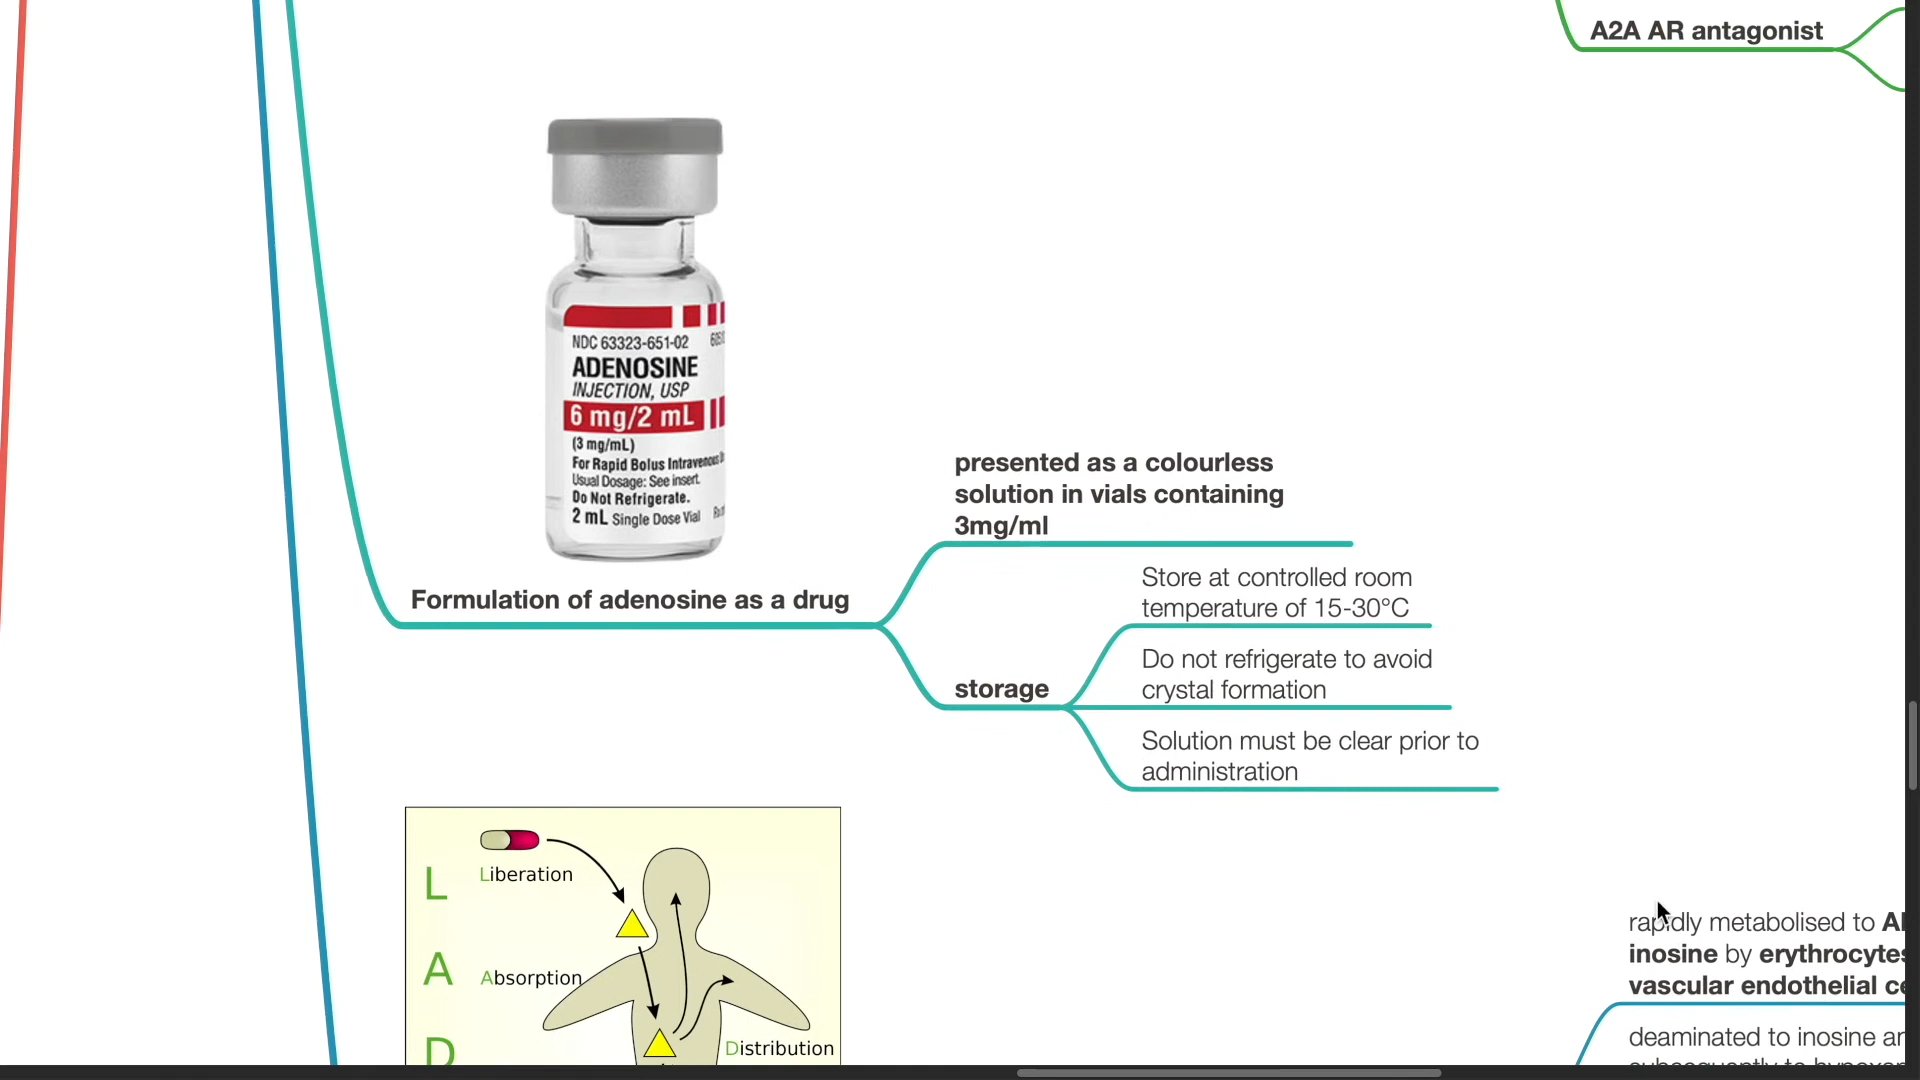 A2A AR antagonist
NDC 63323-651-02
ADENOSINE
INJECTION, USP
6 mg/2 mL
(3 mg/mL)
For Rapid Bolus Intravenous
Usual Dosage: See insert.
Do Not Refrigerate.
2 mL Single Dose Vial
presented as a colourless
solution in vials containing
3mg/ml
Formulation of adenosine as a drug
Store at controlled room
temperature of 15-30°C
Do not refrigerate to avoid
crystal formation
storage
Solution must be clear prior to
administration
L
Liberation
A
Absorption
D
Distribution
rapidly metabolised to
inosine by erythrocytes
vascular endothelial
deaminated to inosine